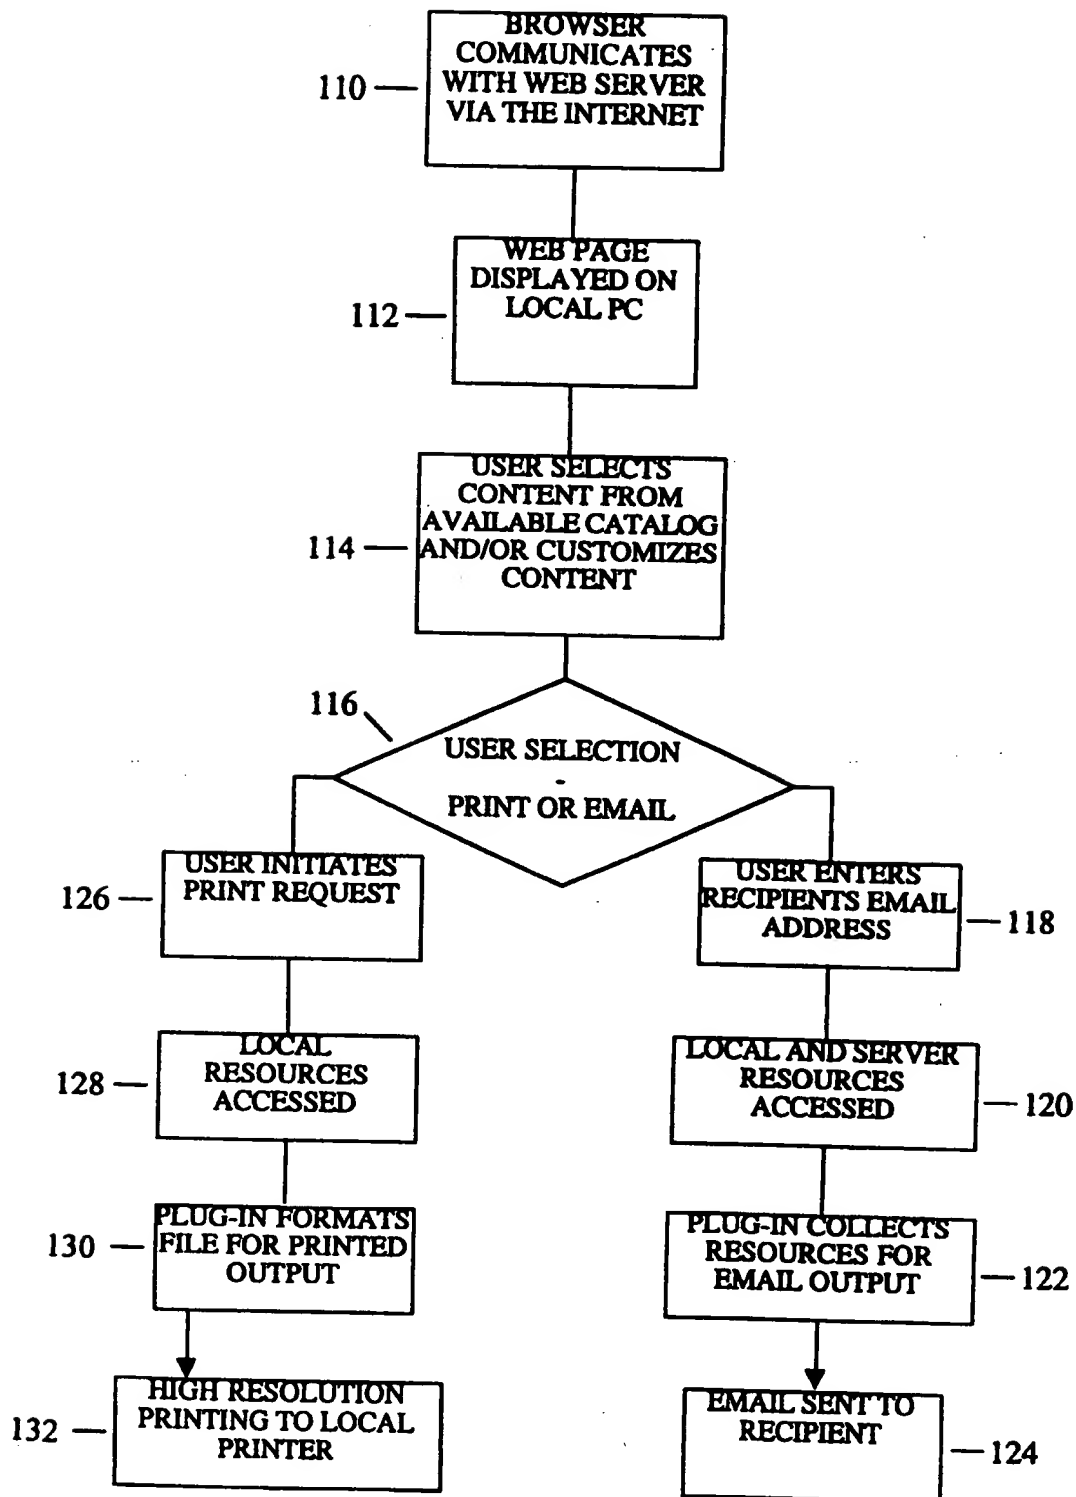 BROWSER
COMMUNICATES
WITH WEB SERVER
VIA THE INTERNET
110
WEB PAGE
DISPLAYED ON
LOCAL PC
112
USER SELECTS
CONTENT FROM
AVAILABLE CATALOG
AND/OR CUSTOMIZES
CONTENT
114
116
USER SELECTION
-
PRINT OR EMAIL
USER INITIATES
PRINT REQUEST
126
USER ENTERS
RECIPIENTS EMAIL
ADDRESS
118
LOCAL
RESOURCES
ACCESSED
128
LOCAL AND SERVER
RESOURCES
ACCESSED
120
PLUG-IN FORMATS
FILE FOR PRINTED
OUTPUT
130
PLUG-IN COLLECTS
RESOURCES FOR
EMAIL OUTPUT
122
HIGH RESOLUTION
PRINTING TO LOCAL
PRINTER
132
EMAIL SENT TO
RECIPIENT
124